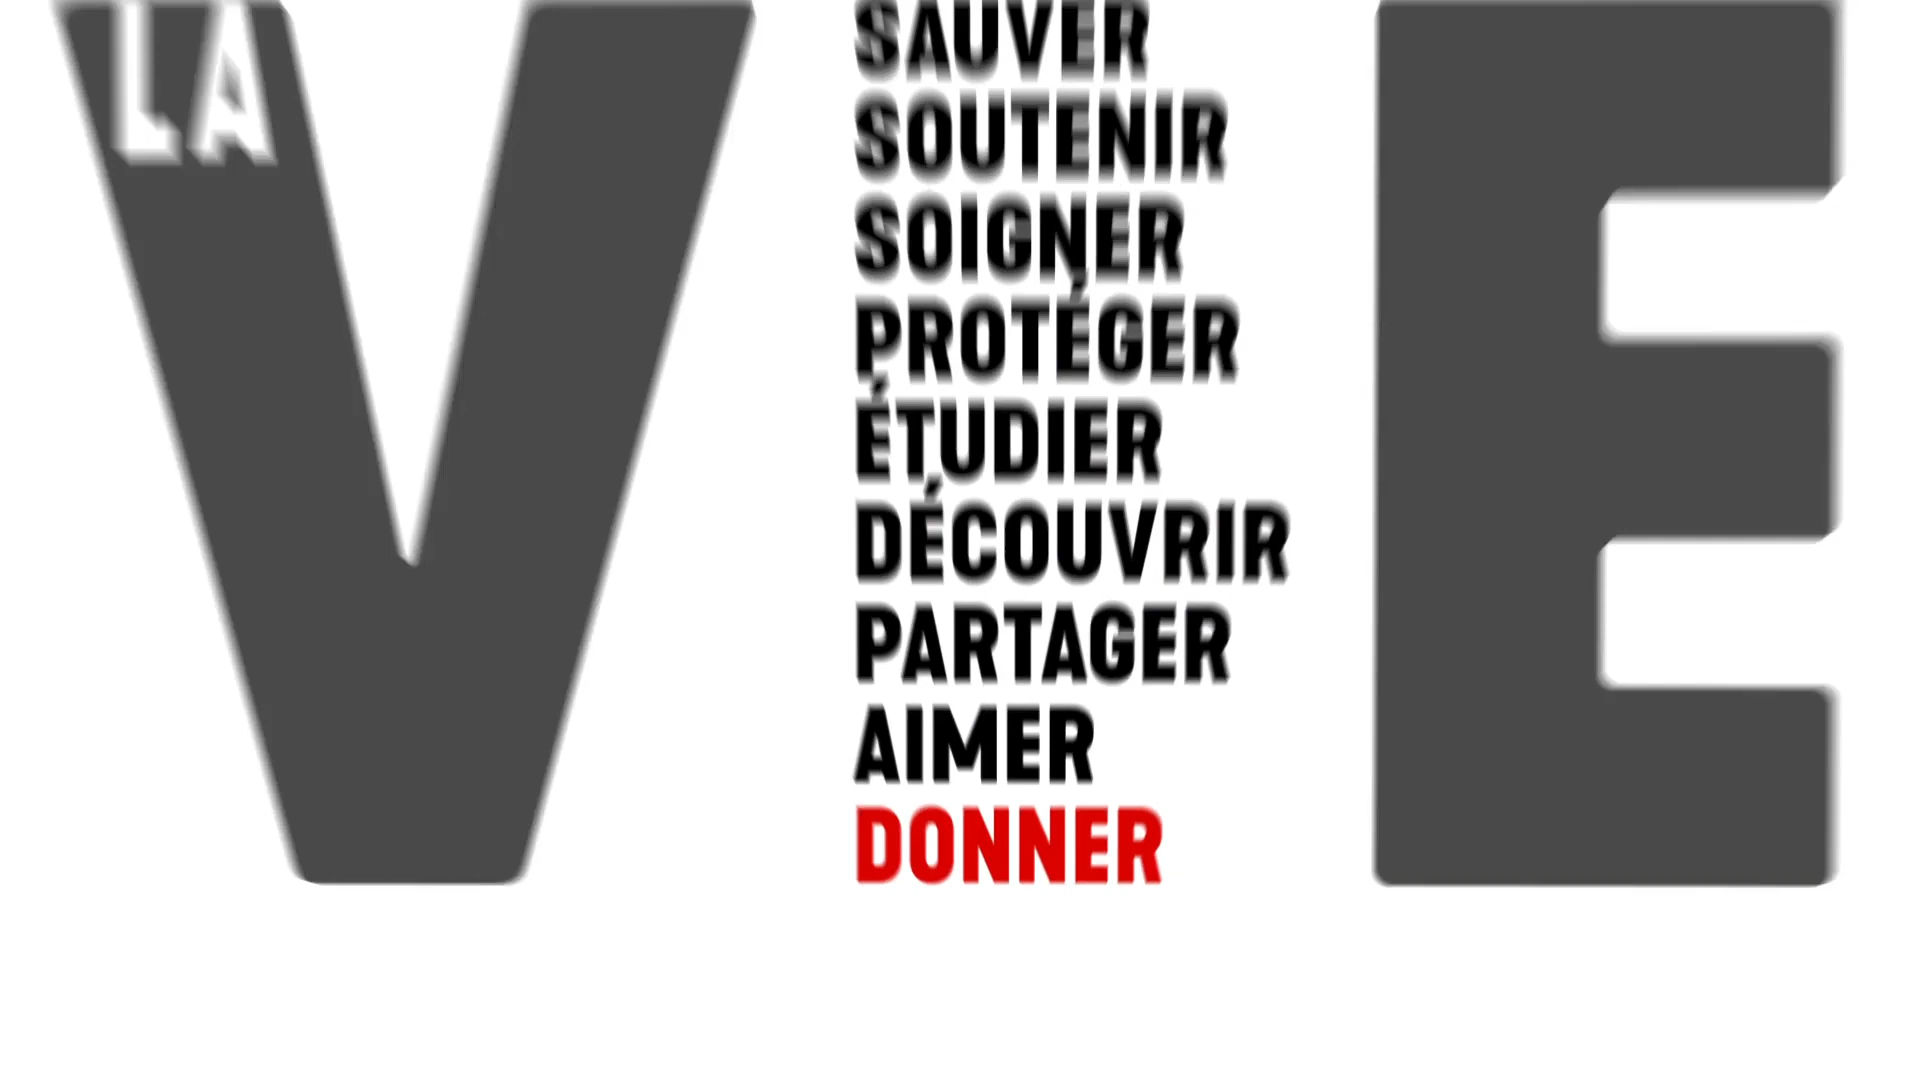 LA
V E
SAUVER
SOUTENIR
SOIGNER
PROTÉGER
ÉTUDIER
DÉCOUVRIR
PARTAGER
AIMER
DONNER